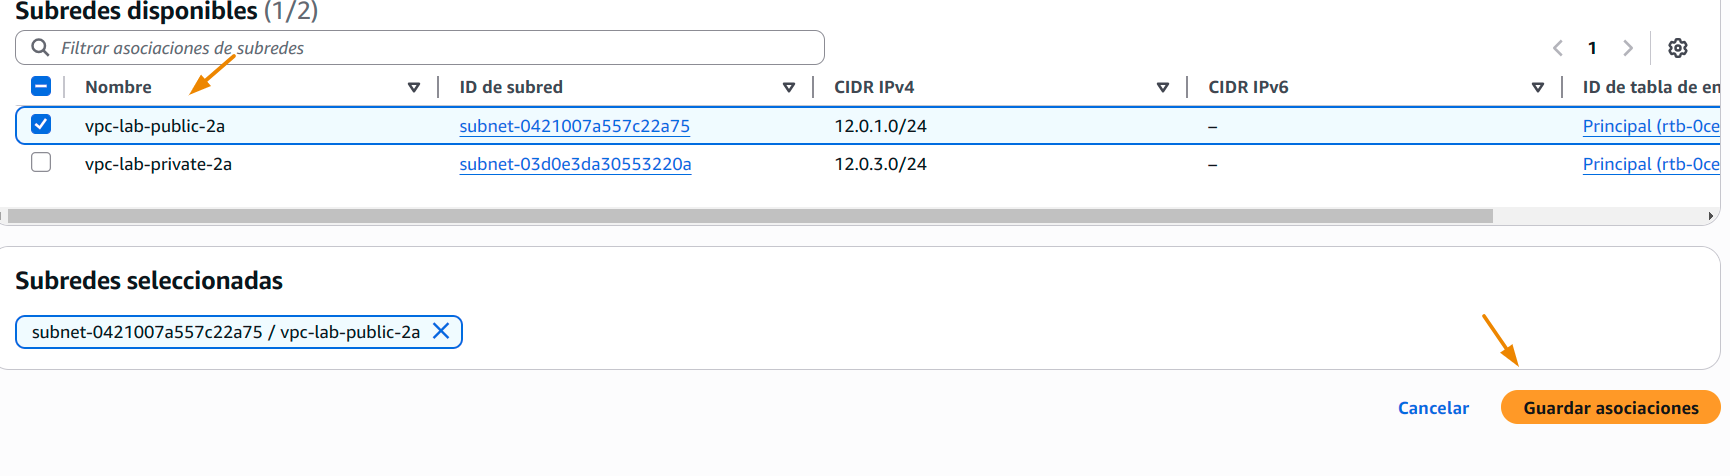 Subredes disponibles (1/2)
Filtrar asociaciones de subredes
1
Nombre ID de subred CIDR IPv4 CIDR IPv6 ID de tabla de en
vpc-lab-public-2a subnet-0421007a557c22a75 12.0.1.0/24 – Principal (rtb-0ce
vpc-lab-private-2a subnet-03d0e3da30553220a 12.0.3.0/24 – Principal (rtb-0ce
Subredes seleccionadas
subnet-0421007a557c22a75 / vpc-lab-public-2a
Cancelar Guardar asociaciones